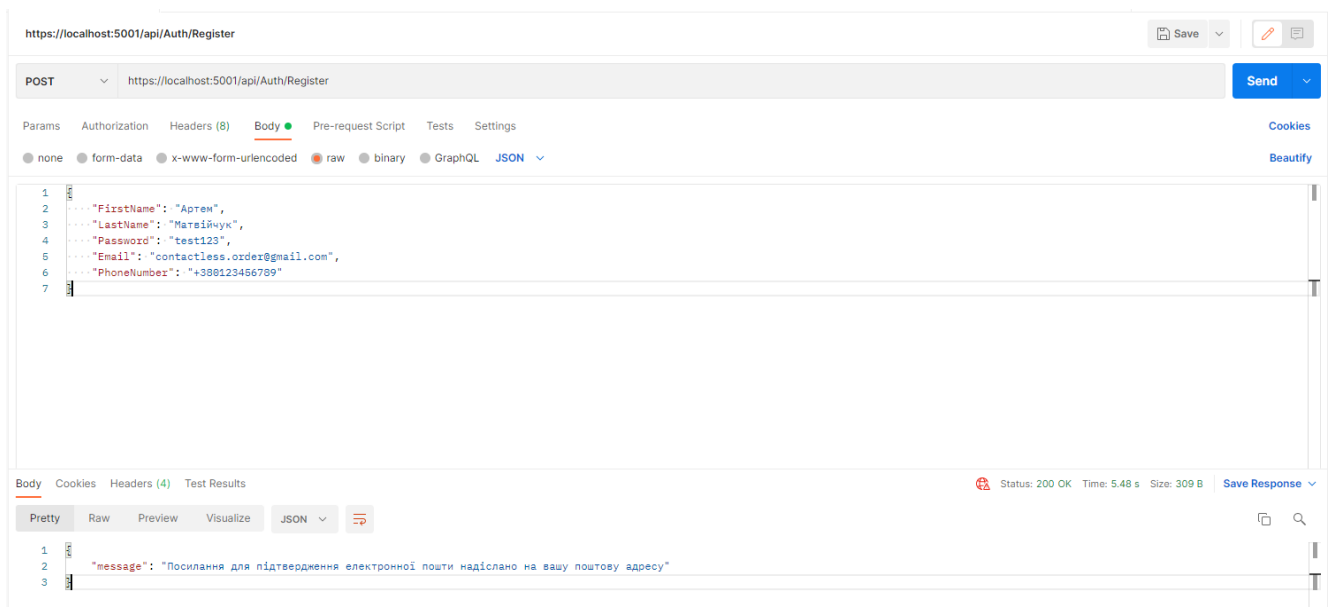 https://localhost:5001/api/Auth/Register
Save
POST https://localhost:5001/api/Auth/Register Send
Params Authorization Headers (8) Body Pre-request Script Tests Settings Cookies
none form-data x-www-form-urlencoded raw binary GraphQL JSON Beautify
1 {
2 "FirstName": "Артем",
3 "LastName": "Матвійчук",
4 "Password": "test123",
5 "Email": "contactless.order@gmail.com",
6 "PhoneNumber": "+380123456789"
7 }
Body Cookies Headers (4) Test Results Status: 200 OK Time: 5.48 s Size: 309 B Save Response
Pretty Raw Preview Visualize JSON
1 {
2 "message": "Посилання для підтвердження електронної пошти надіслано на вашу поштову адресу"
3 }